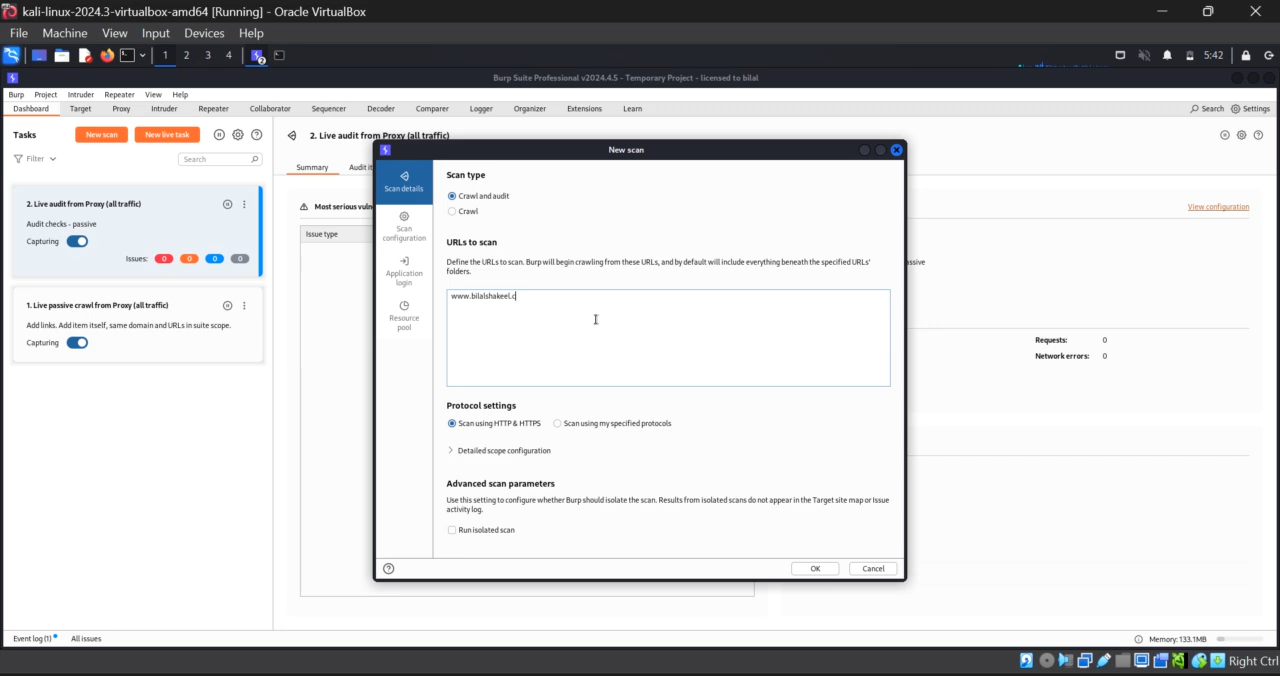 kali-linux-2024.3-virtualbox-amd64 [Running] - Oracle VirtualBox
File Machine View Input Devices Help
1 2 3 4 2 5:42
Burp Suite Professional v2024.4.5 - Temporary Project - licensed to bilal
Burp Project Intruder Repeater View Help
Dashboard Target Proxy Intruder Repeater Collaborator Sequencer Decoder Comparer Logger Organizer Extensions Learn Search Settings
Tasks New scan New live task
Filter Search
2. Live audit from Proxy (all traffic)
Audit checks - passive
Capturing
Issues: 0 0 0 0
1. Live passive crawl from Proxy (all traffic)
Add links. Add item itself, same domain and URLs in suite scope.
Capturing
2. Live audit from Proxy (all traffic)
Summary Audit it
Most serious vuln
View configuration
Issue type
ssive
Requests: 0
Network errors: 0
New scan
Scan details
Scan configuration
Application login
Resource pool
Scan type
Crawl and audit
Crawl
URLs to scan
Define the URLs to scan. Burp will begin crawling from these URLs, and by default will include everything beneath the specified URLs'
folders.
www.bilalshakeel.c
Protocol settings
Scan using HTTP & HTTPS Scan using my specified protocols
Detailed scope configuration
Advanced scan parameters
Use this setting to configure whether Burp should isolate the scan. Results from isolated scans do not appear in the Target site map or Issue
activity log.
Run isolated scan
OK Cancel
Event log (1) All issues
Memory: 133.1MB
Right Ctrl